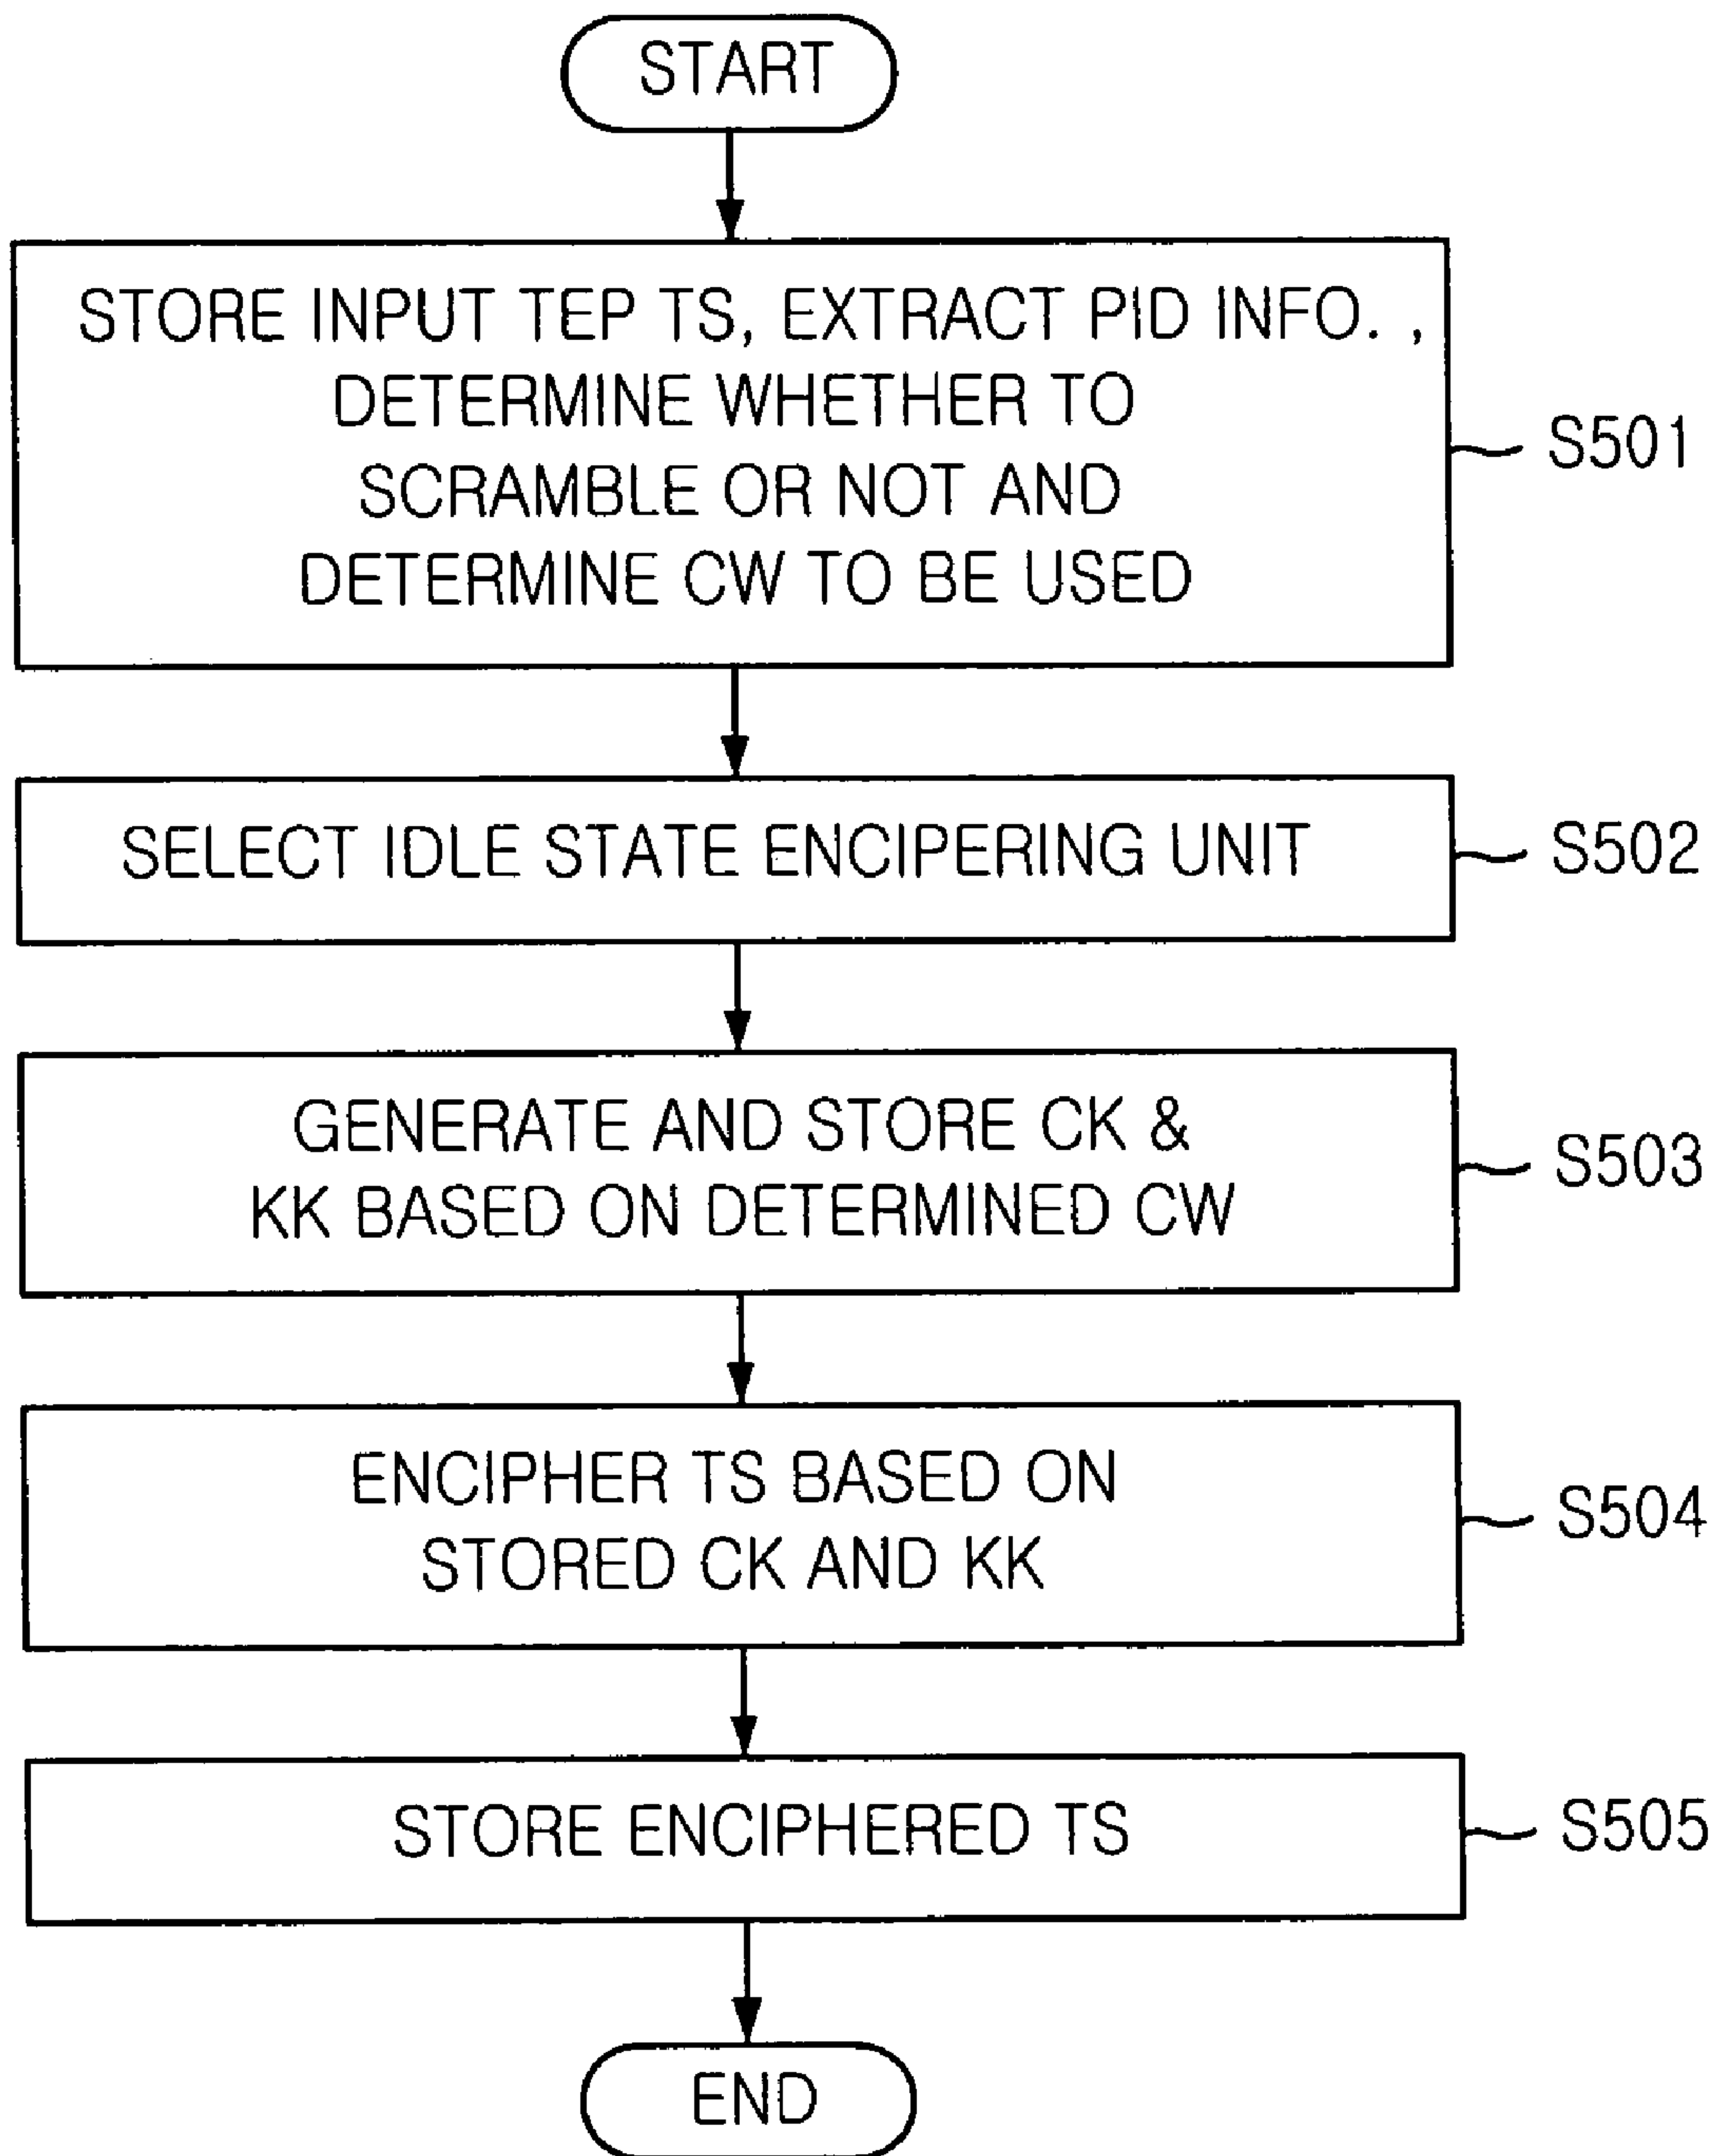 START
STORE INPUT TEP TS, EXTRACT PID INFO. ,
DETERMINE WHETHER TO
SCRAMBLE OR NOT AND
DETERMINE CW TO BE USED
S501
SELECT IDLE STATE ENCIPERING UNIT
S502
GENERATE AND STORE CK &
KK BASED ON DETERMINED CW
S503
ENCIPHER TS BASED ON
STORED CK AND KK
S504
STORE ENCIPHERED TS
S505
END